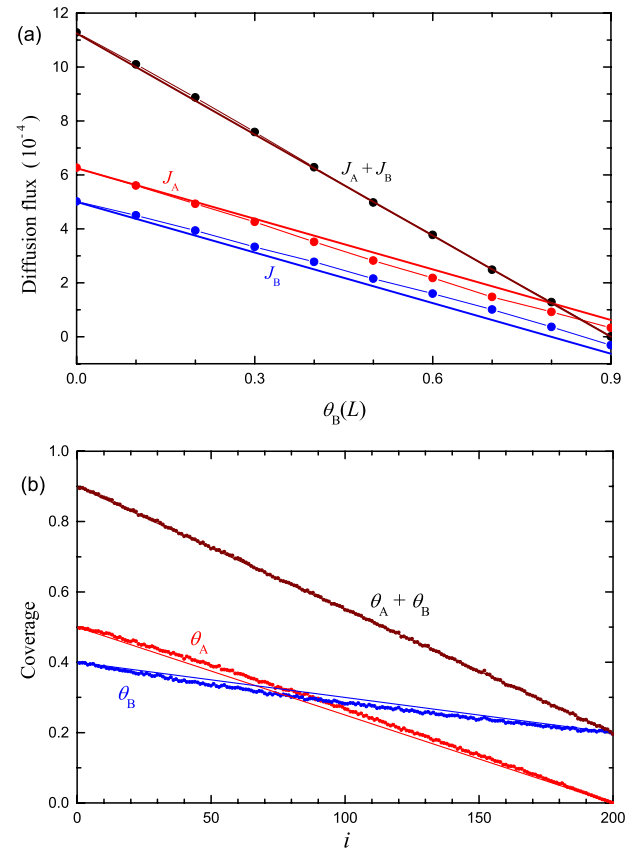 (a)
12
10
8
6
4
2
0
Diffusion flux (10⁻⁴)
J_A
J_A + J_B
J_B
0.0 0.3 0.6 0.9
θ_B(L)
(b)
1.0
0.8
0.6
0.4
0.2
0.0
Coverage
θ_A + θ_B
θ_A
θ_B
0 50 100 150 200
i